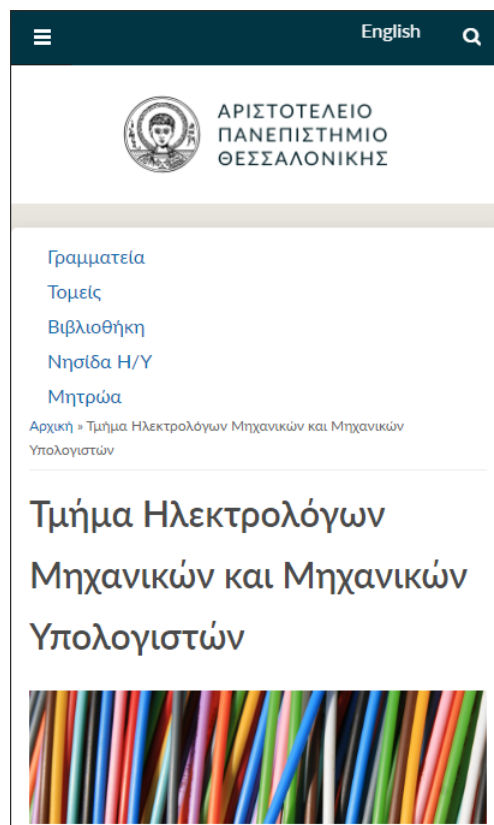 English
ΑΡΙΣΤΟΤΕΛΕΙΟ
ΠΑΝΕΠΙΣΤΗΜΙΟ
ΘΕΣΣΑΛΟΝΙΚΗΣ
Γραμματεία
Τομείς
Βιβλιοθήκη
Νησίδα Η/Υ
Μητρώα
Αρχική » Τμήμα Ηλεκτρολόγων Μηχανικών και Μηχανικών
Υπολογιστών
Τμήμα Ηλεκτρολόγων
Μηχανικών και Μηχανικών
Υπολογιστών